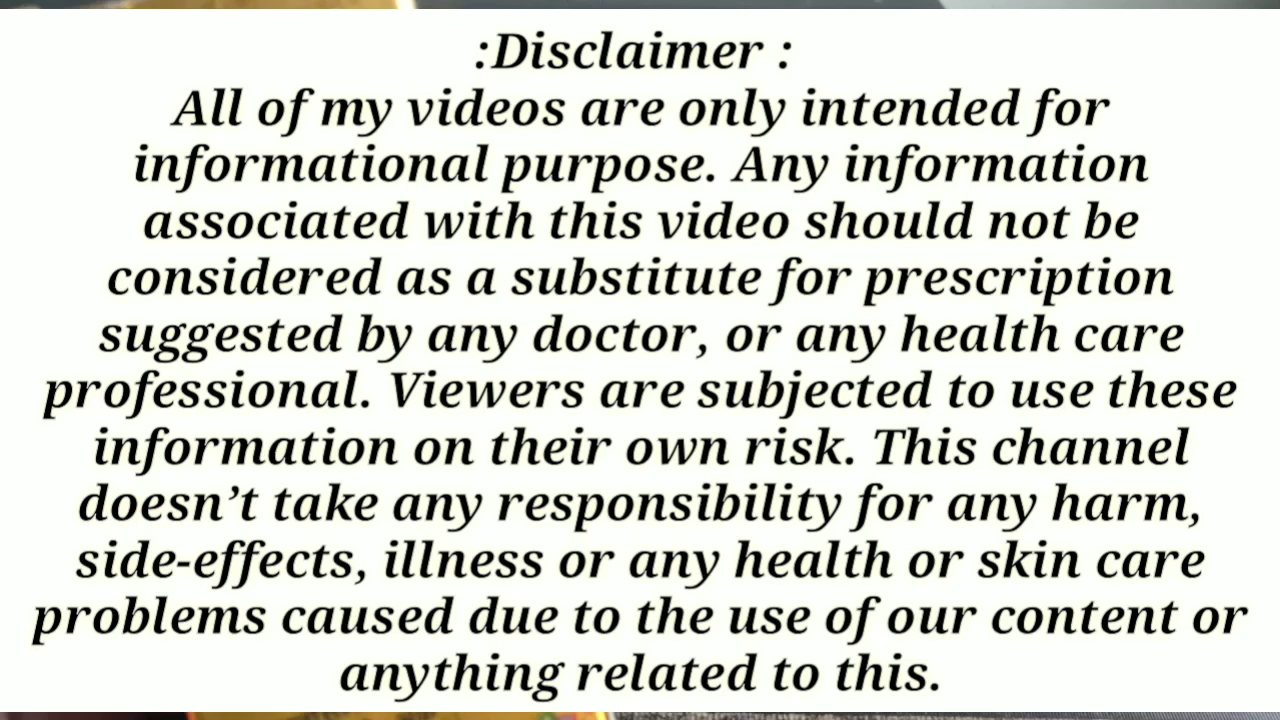 :Disclaimer :
All of my videos are only intended for
informational purpose. Any information
associated with this video should not be
considered as a substitute for prescription
suggested by any doctor, or any health care
professional. Viewers are subjected to use these
information on their own risk. This channel
doesn’t take any responsibility for any harm,
side-effects, illness or any health or skin care
problems caused due to the use of our content or
anything related to this.